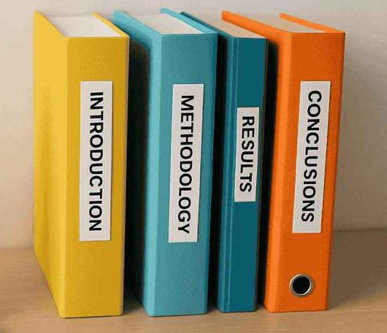 INTRODUCTION
METHODOLOGY
RESULTS
CONCLUSIONS